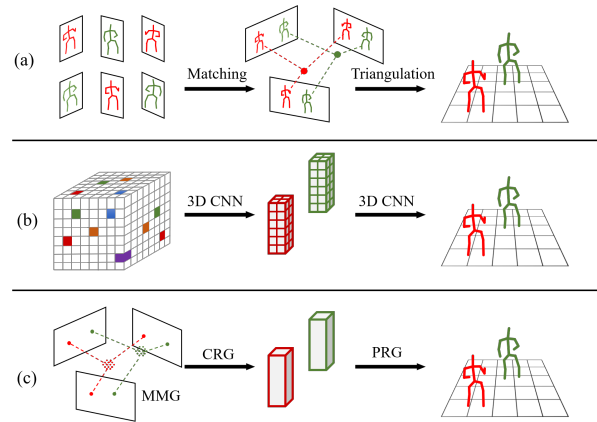 (a)
Matching
Triangulation
(b)
3D CNN
3D CNN
(c)
MMG
CRG
PRG